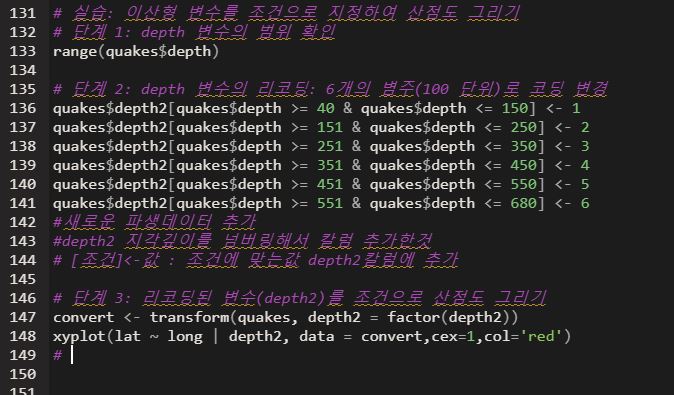 131 # 실습: 이산형 변수를 조건으로 지정하여 산점도 그리기
132 # 단계 1: depth 변수의 범위 확인
133 range(quakes$depth)
134
135 # 단계 2: depth 변수의 리코딩: 6개의 범주(100 단위)로 코딩 변경
136 quakes$depth2[quakes$depth >= 40 & quakes$depth <= 150] <- 1
137 quakes$depth2[quakes$depth >= 151 & quakes$depth <= 250] <- 2
138 quakes$depth2[quakes$depth >= 251 & quakes$depth <= 350] <- 3
139 quakes$depth2[quakes$depth >= 351 & quakes$depth <= 450] <- 4
140 quakes$depth2[quakes$depth >= 451 & quakes$depth <= 550] <- 5
141 quakes$depth2[quakes$depth >= 551 & quakes$depth <= 680] <- 6
142 #새로운 파생데이터 추가
143 #depth2 지각깊이를 넘버링해서 칼럼 추가한것
144 # [조건]<-값 : 조건에 맞는값 depth2칼럼에 추가
145
146 # 단계 3: 리코딩된 변수(depth2)를 조건으로 산점도 그리기
147 convert <- transform(quakes, depth2 = factor(depth2))
148 xyplot(lat ~ long | depth2, data = convert,cex=1,col='red')
149 #
150
151